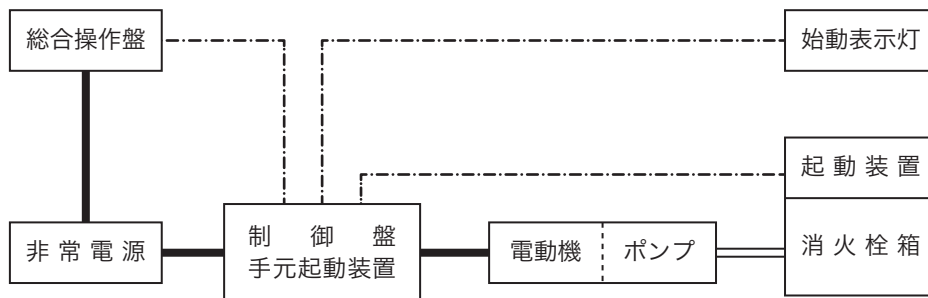 総合操作盤
始動表示灯
起動装置
非常電源
制御盤
手元起動装置
電動機
ポンプ
消火栓箱